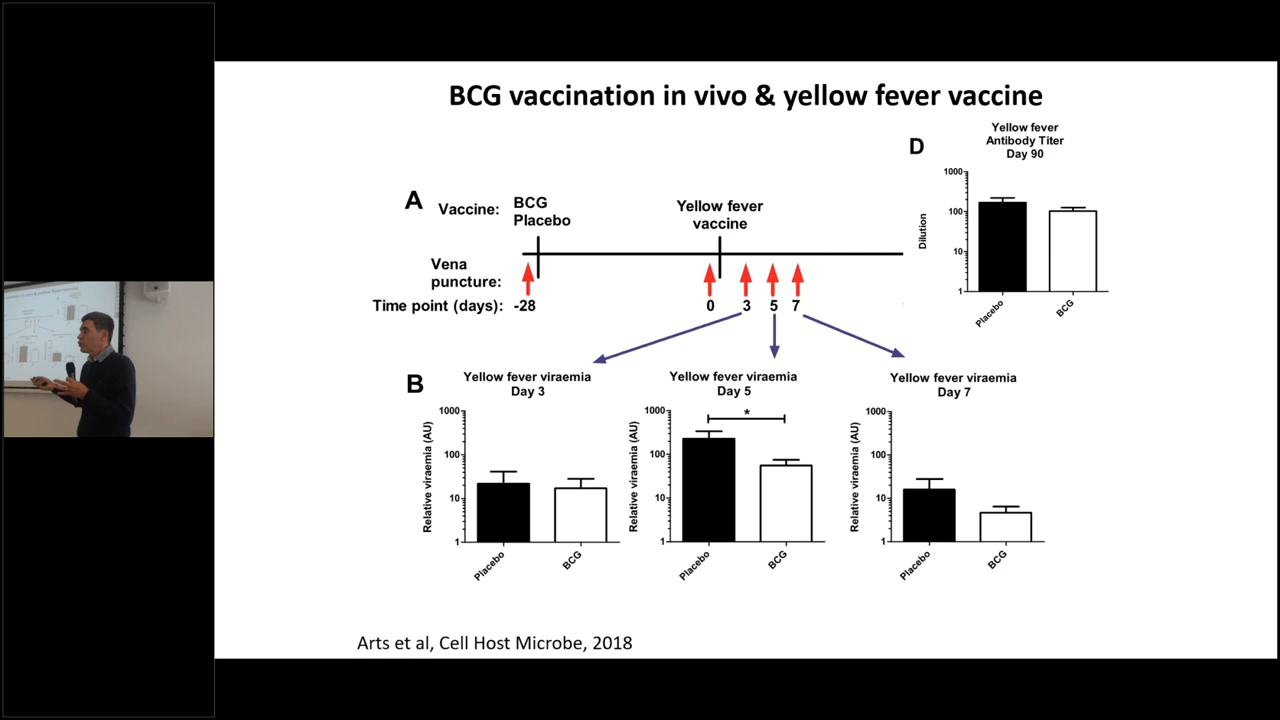 BCG vaccination in vivo & yellow fever vaccine
A
Vaccine:
BCG
Placebo
Yellow fever
vaccine
Vena
puncture:
Time point (days): -28 0 3 5 7
D
Yellow fever
Antibody Titer
Day 90
Dilution
1000
100
10
1
Placebo
BCG
B
Yellow fever viraemia
Day 3
Relative viraemia (AU)
1000
100
10
1
Placebo
BCG
Yellow fever viraemia
Day 5
Relative viraemia (AU)
1000
100
10
1
*
Placebo
BCG
Yellow fever viraemia
Day 7
Relative viraemia (AU)
1000
100
10
1
Placebo
BCG
Arts et al, Cell Host Microbe, 2018